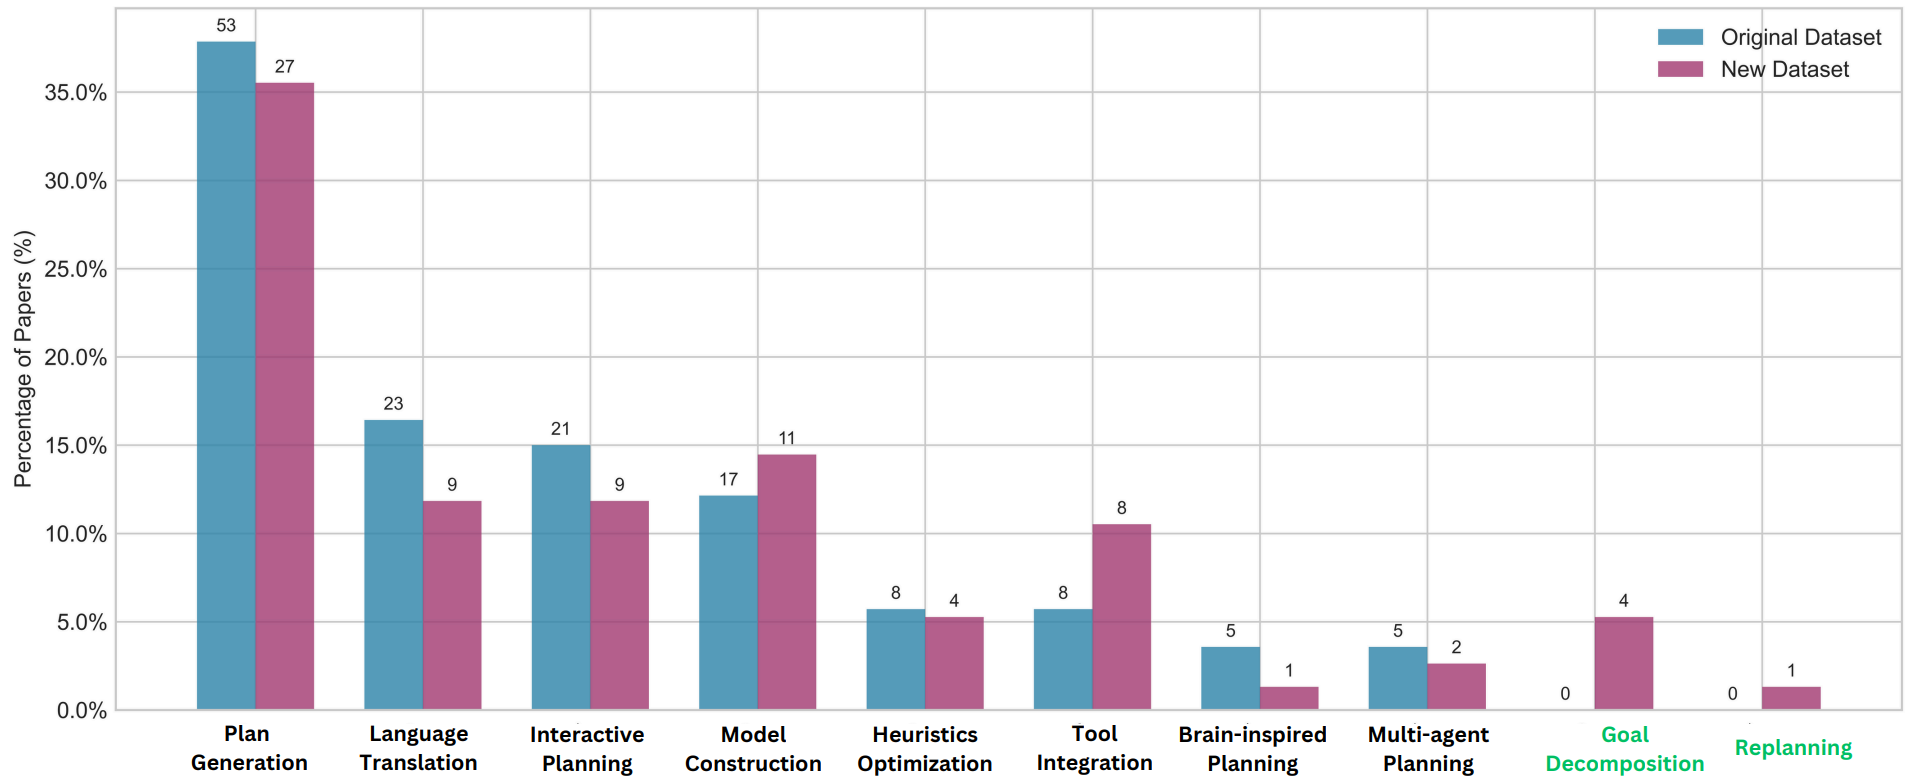 53
27
Original Dataset
New Dataset
35.0%
30.0%
25.0%
20.0%
15.0%
10.0%
5.0%
0.0%
Percentage of Papers (%)
23
9
21
9
17
11
8
4
8
8
5
1
5
2
0
4
0
1
Plan
Generation
Language
Translation
Interactive
Planning
Model
Construction
Heuristics
Optimization
Tool
Integration
Brain-inspired
Planning
Multi-agent
Planning
Goal
Decomposition
Replanning